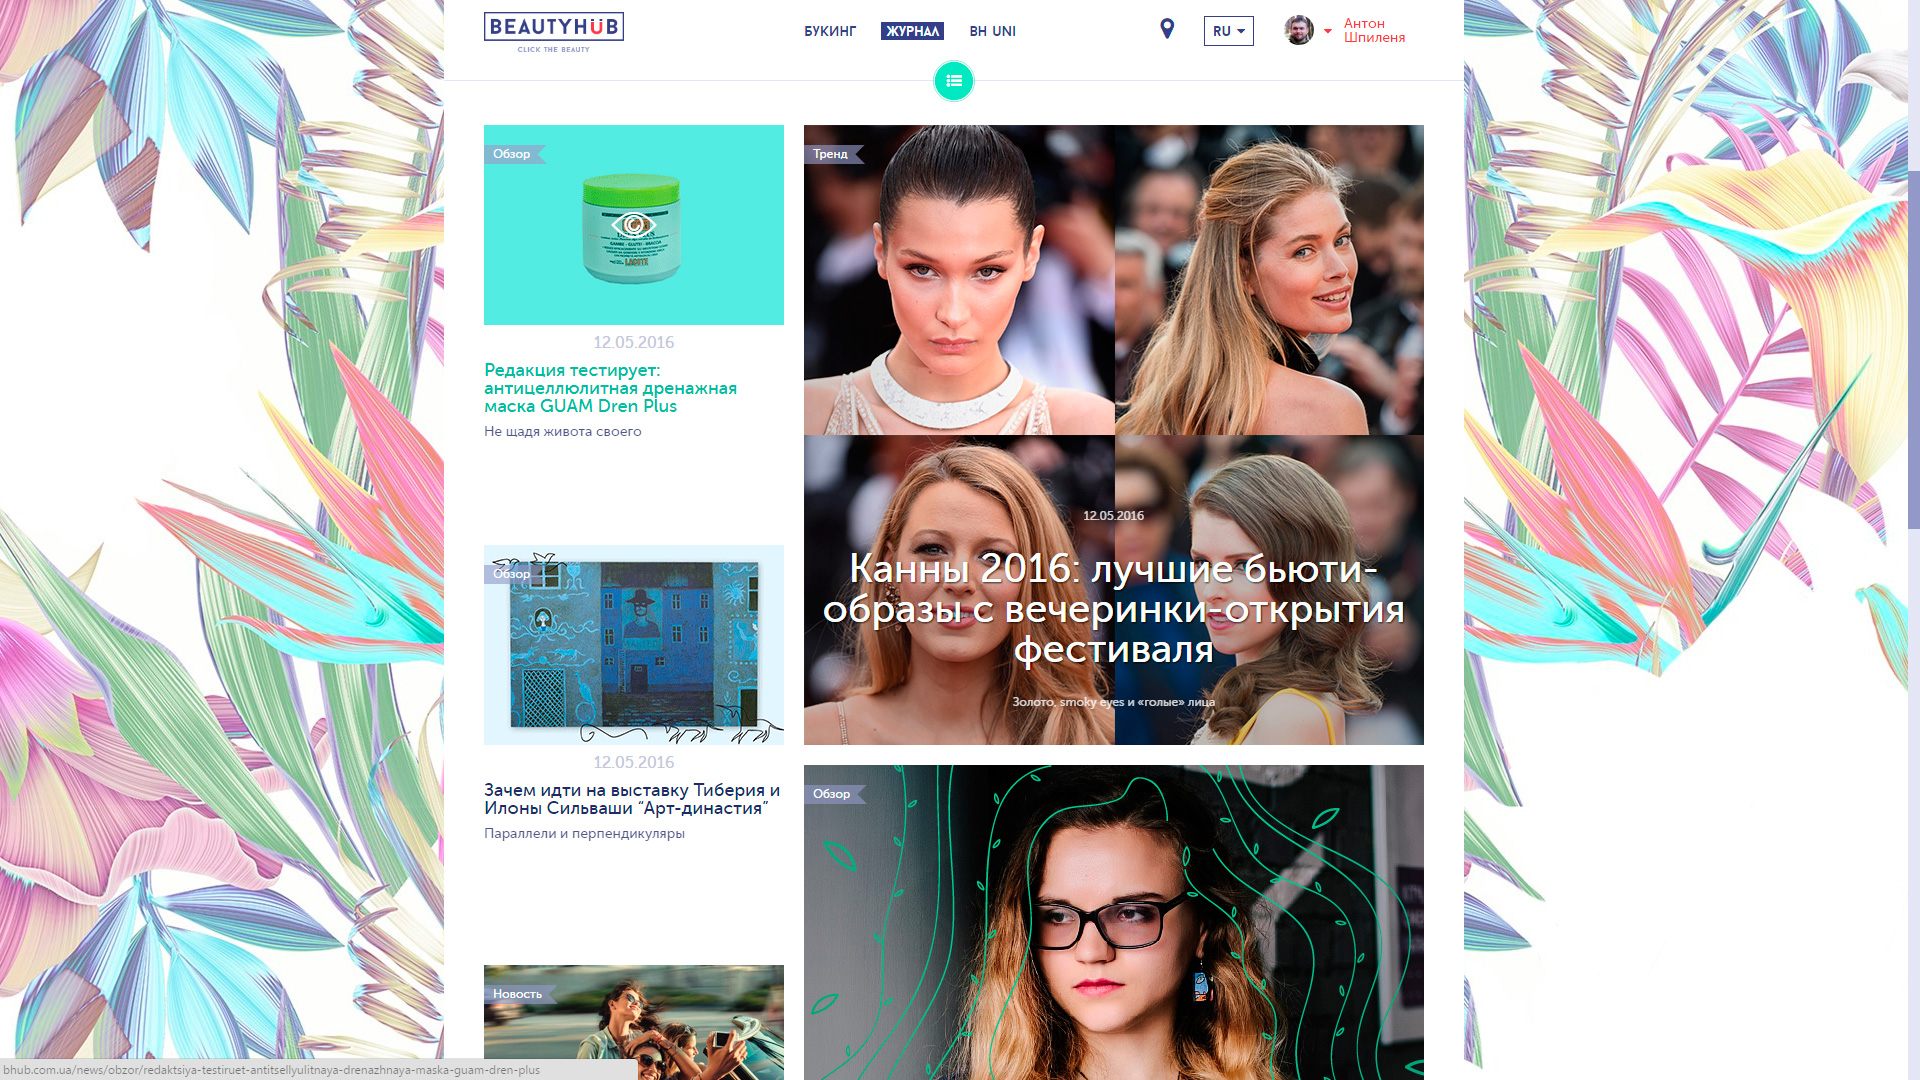 BEAUTYHUB
CLICK THE BEAUTY
БУКИНГ
ЖУРНАЛ
BH UNI
RU
Антон
Шпиленя
Обзор
GAMBE - GLUTEI - BRACCIA
12.05.2016
Редакция тестирует:
антицеллюлитная дренажная
маска GUAM Dren Plus
Не щадя живота своего
Обзор
12.05.2016
Зачем идти на выставку Тиберия и
Илоны Сильваши “Арт-династия”
Параллели и перпендикуляры
Новость
Тренд
12.05.2016
Канны 2016: лучшие бьюти-
образы с вечеринки-открытия
фестиваля
Золото, smoky eyes и «голые» лица
Обзор
bhub.com.ua/news/obzor/redaktsiya-testiruet-antitsellyulitnaya-drenazhnaya-maska-guam-dren-plus